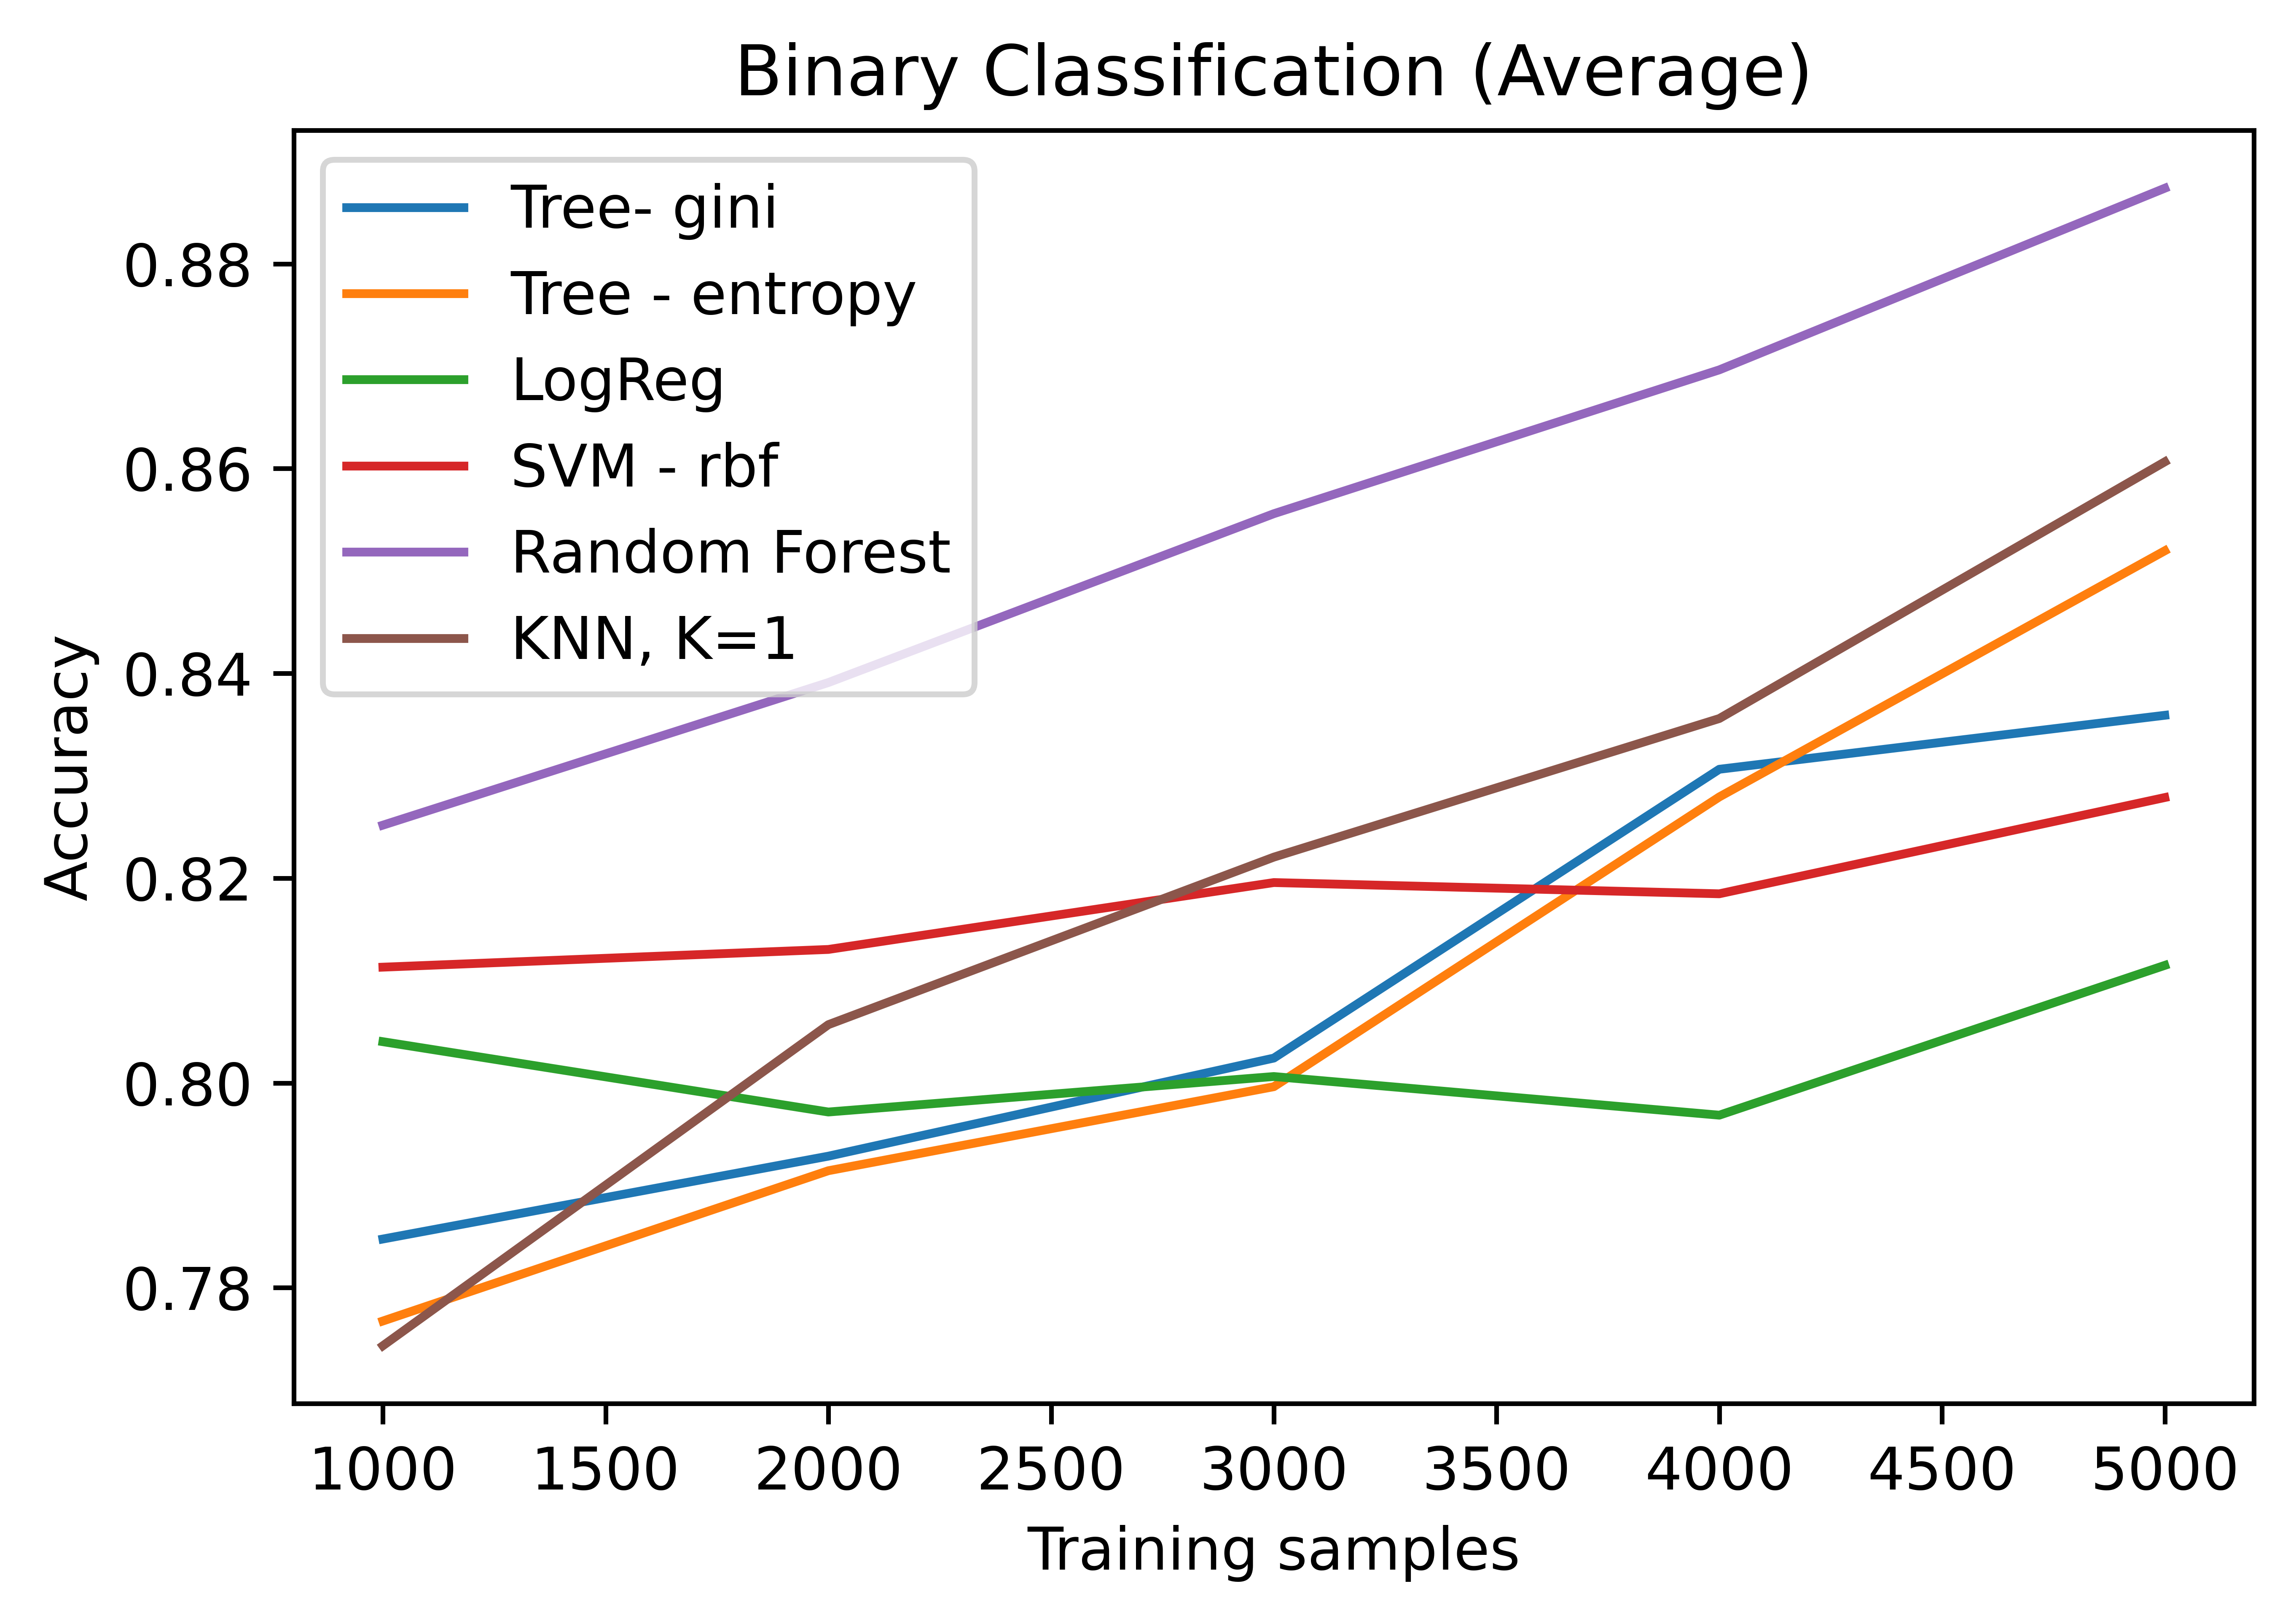 Binary Classification (Average)
Tree- gini
Tree - entropy
LogReg
SVM - rbf
Random Forest
KNN, K=1
Accuracy
0.88
0.86
0.84
0.82
0.80
0.78
1000 1500 2000 2500 3000 3500 4000 4500 5000
Training samples